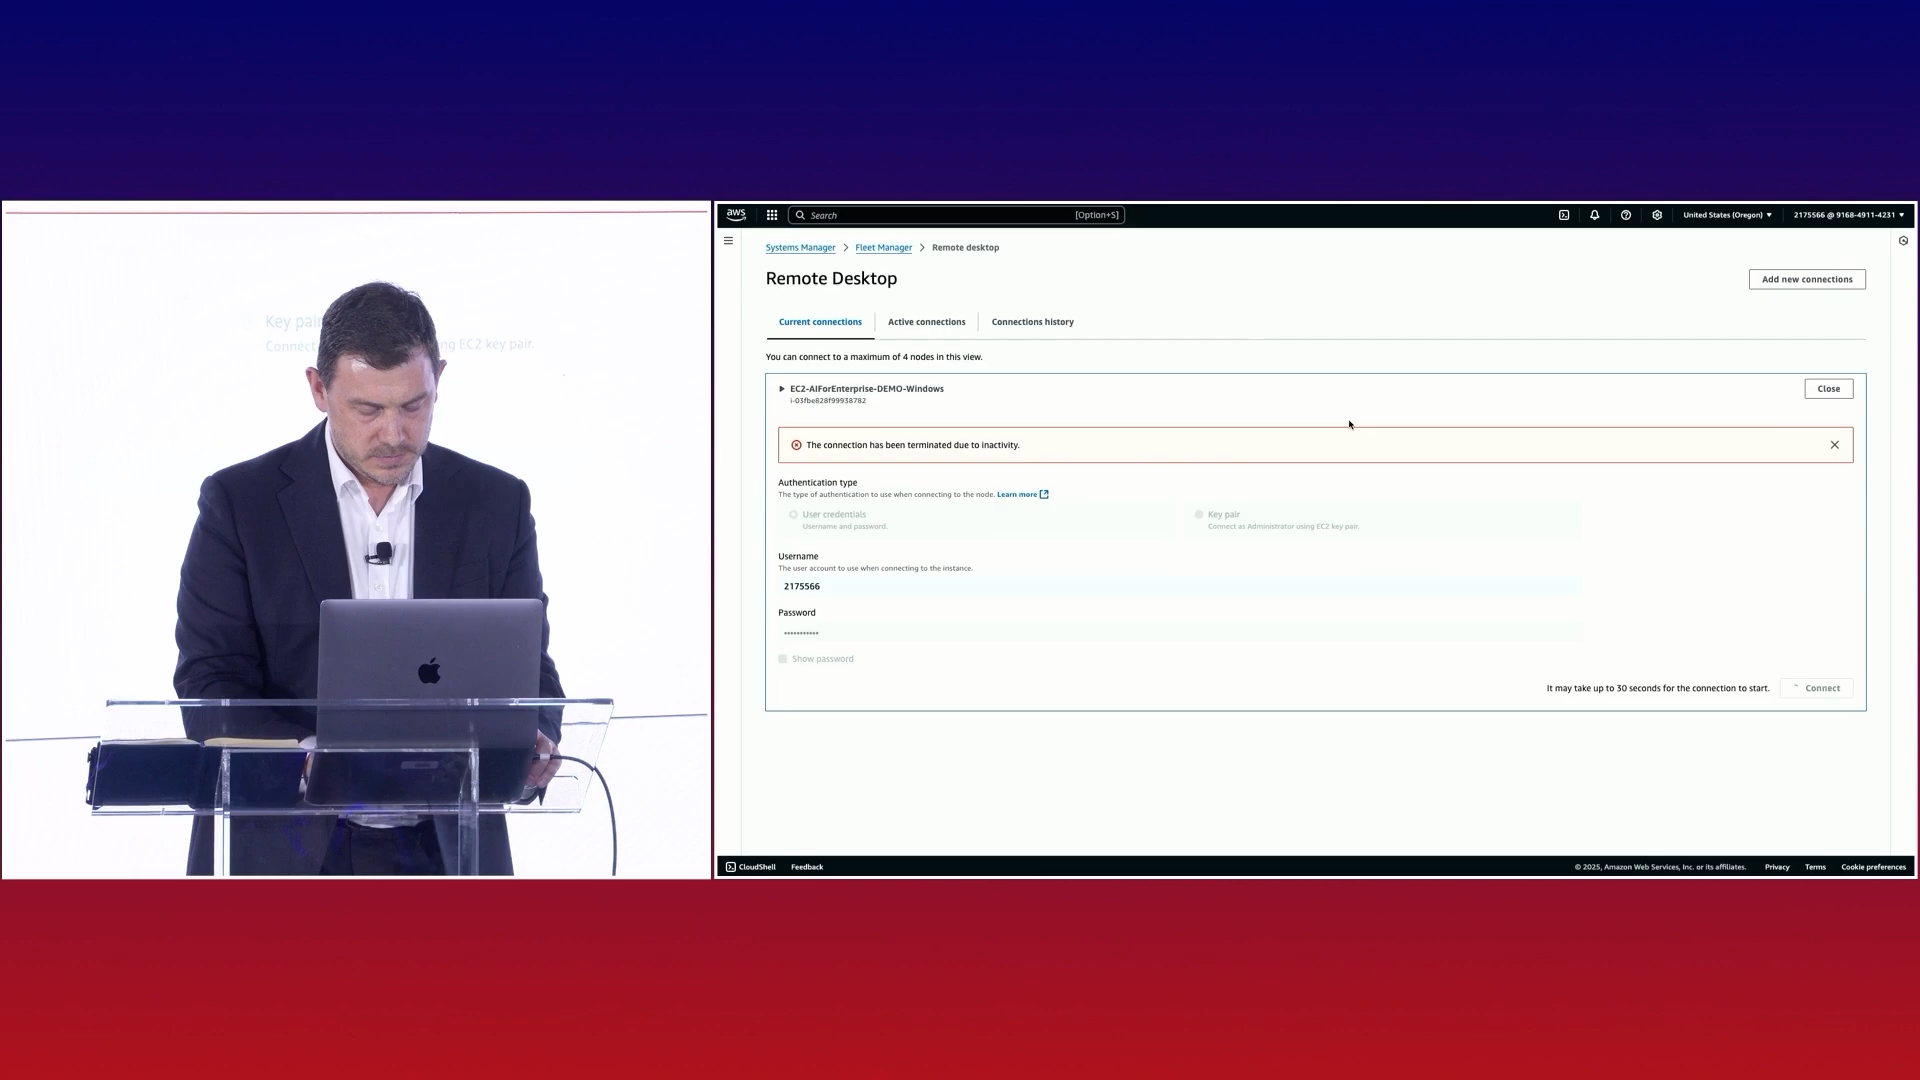 Key pai
Connect ng EC2 key pair.
aws
Search [Option+S]
United States (Oregon) 2175566 @ 9168-4911-4231
Systems Manager > Fleet Manager > Remote desktop
Remote Desktop
Add new connections
Current connections Active connections Connections history
You can connect to a maximum of 4 nodes in this view.
EC2-AIForEnterprise-DEMO-Windows
i-03fbe828f99938782
Close
The connection has been terminated due to inactivity.
Authentication type
The type of authentication to use when connecting to the node. Learn more
User credentials
Username and password.
Key pair
Connect as Administrator using EC2 key pair.
Username
The user account to use when connecting to the instance.
2175566
Password
•••••••••••
Show password
It may take up to 30 seconds for the connection to start. Connect
CloudShell Feedback
© 2025, Amazon Web Services, Inc. or its affiliates. Privacy Terms Cookie preferences